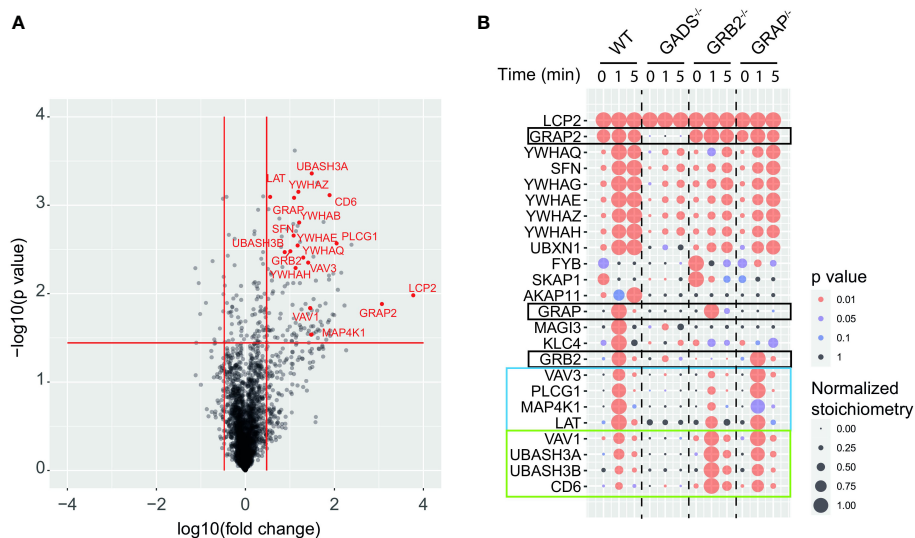 A
−log10(p value)
4
3
2
1
0
−4
−2
0
2
4
log10(fold change)
UBASH3A
LAT
YWHAZ
CD6
GRAP
YWHAB
SFN
YWHAE
PLCG1
UBASH3B
YWHAQ
GRB2
VAV3
YWHAH
LCP2
GRAP2
VAV1
MAP4K1
B
WT
GADS-/-
GRB2-/-
GRAP/-
Time (min)
0 1 5 0 1 5 0 1 5 0 1 5
LCP2
GRAP2
YWHAQ
SFN
YWHAG
YWHAE
YWHAZ
YWHAH
UBXN1
FYB
SKAP1
AKAP11
GRAP
MAGI3
KLC4
GRB2
VAV3
PLCG1
MAP4K1
LAT
VAV1
UBASH3A
UBASH3B
CD6
p value
0.01
0.05
0.1
1
Normalized
stoichiometry
0.00
0.25
0.50
0.75
1.00